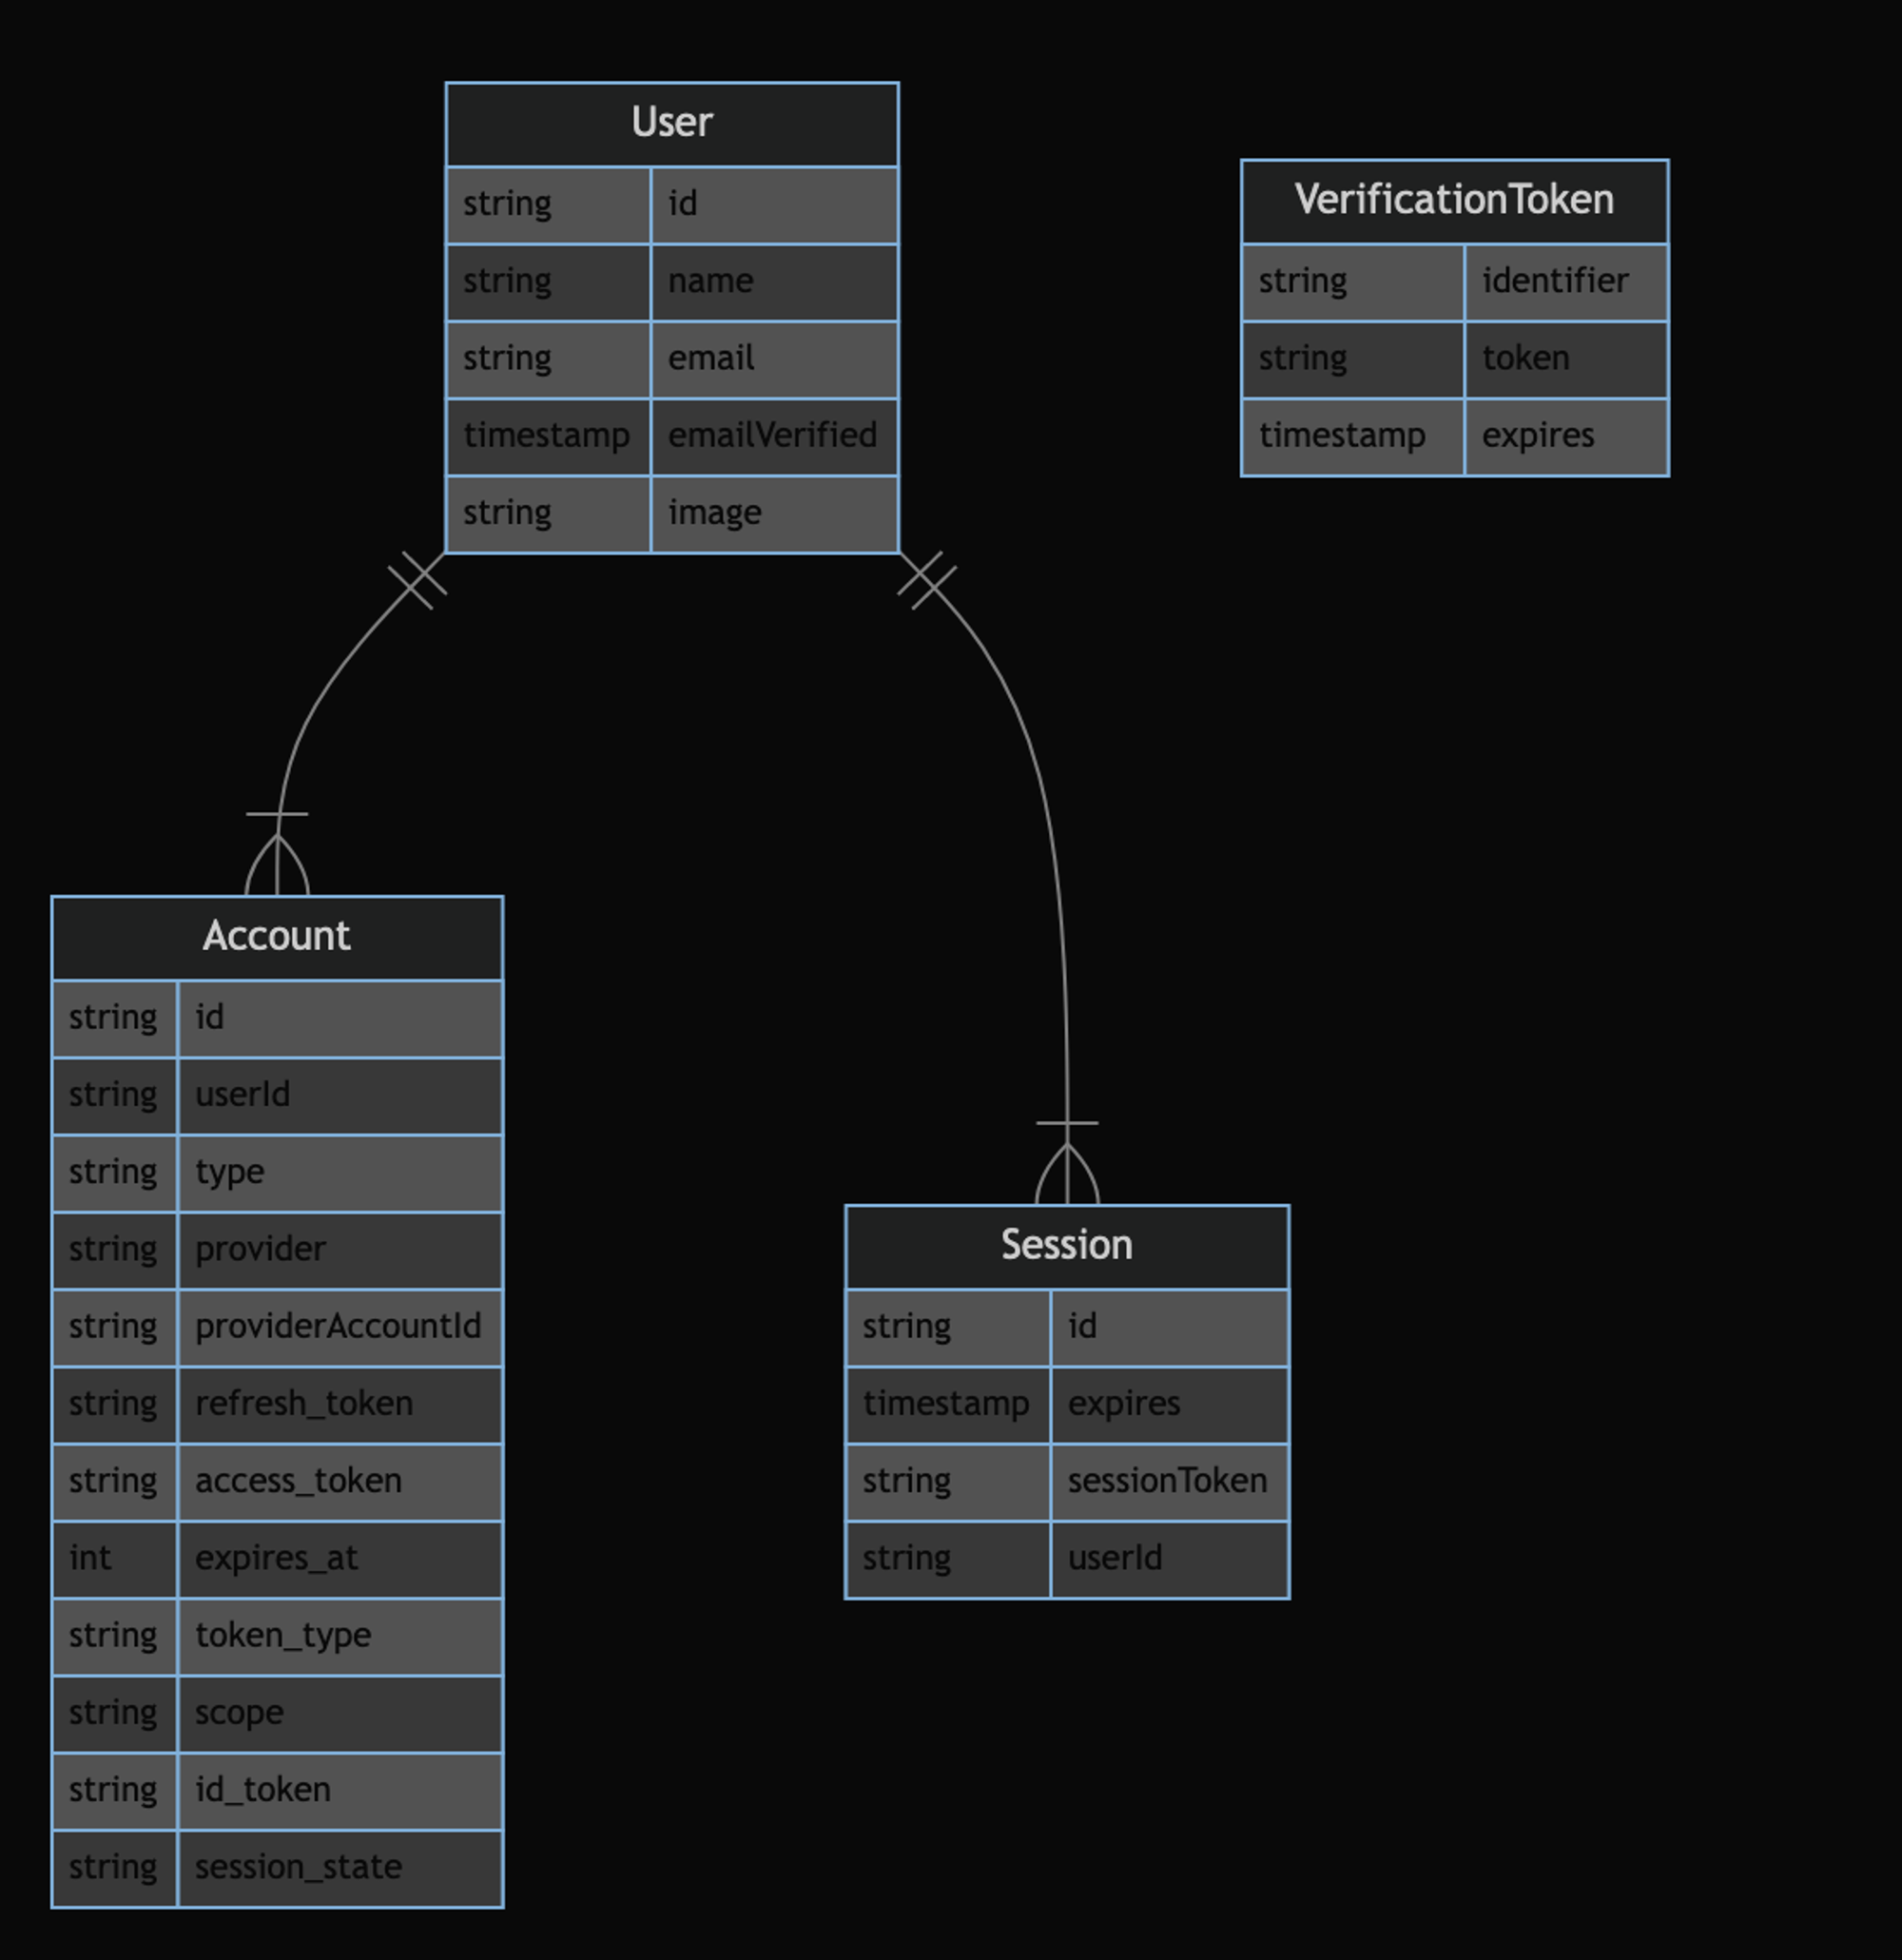 User
string id
string name
string email
timestamp emailVerified
string image
VerificationToken
string identifier
string token
timestamp expires
Account
string id
string userId
string type
string provider
string providerAccountId
string refresh_token
string access_token
int expires_at
string token_type
string scope
string id_token
string session_state
Session
string id
timestamp expires
string sessionToken
string userId